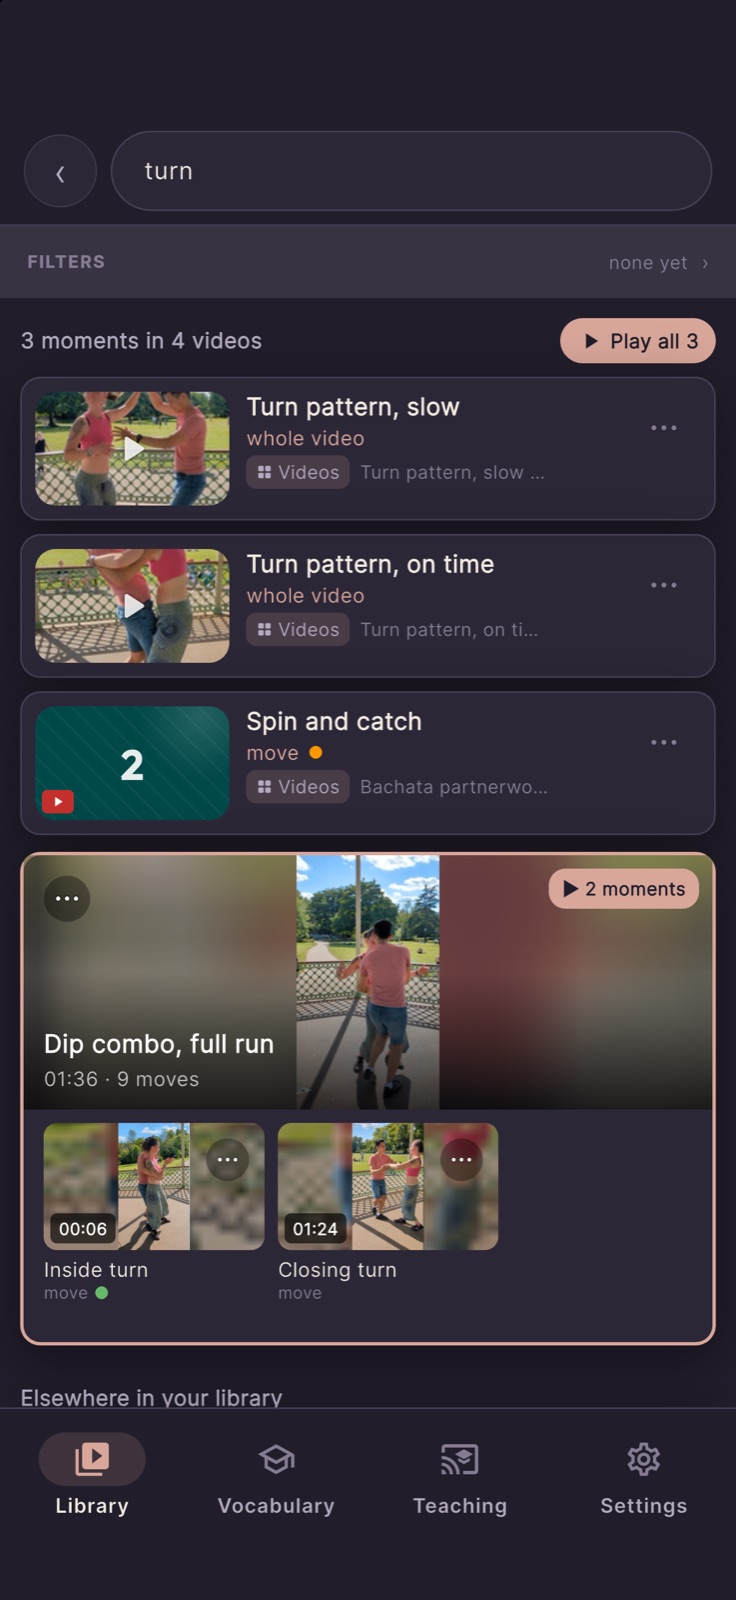 turn
FILTERS
none yet ›
3 moments in 4 videos
Play all 3
Turn pattern, slow
whole video
Videos Turn pattern, slow ...
Turn pattern, on time
whole video
Videos Turn pattern, on ti...
2
Spin and catch
move
Videos Bachata partnerwo...
2 moments
Dip combo, full run
01:36 · 9 moves
00:06
01:24
Inside turn
Closing turn
move
move
Elsewhere in your library
Library
Vocabulary
Teaching
Settings